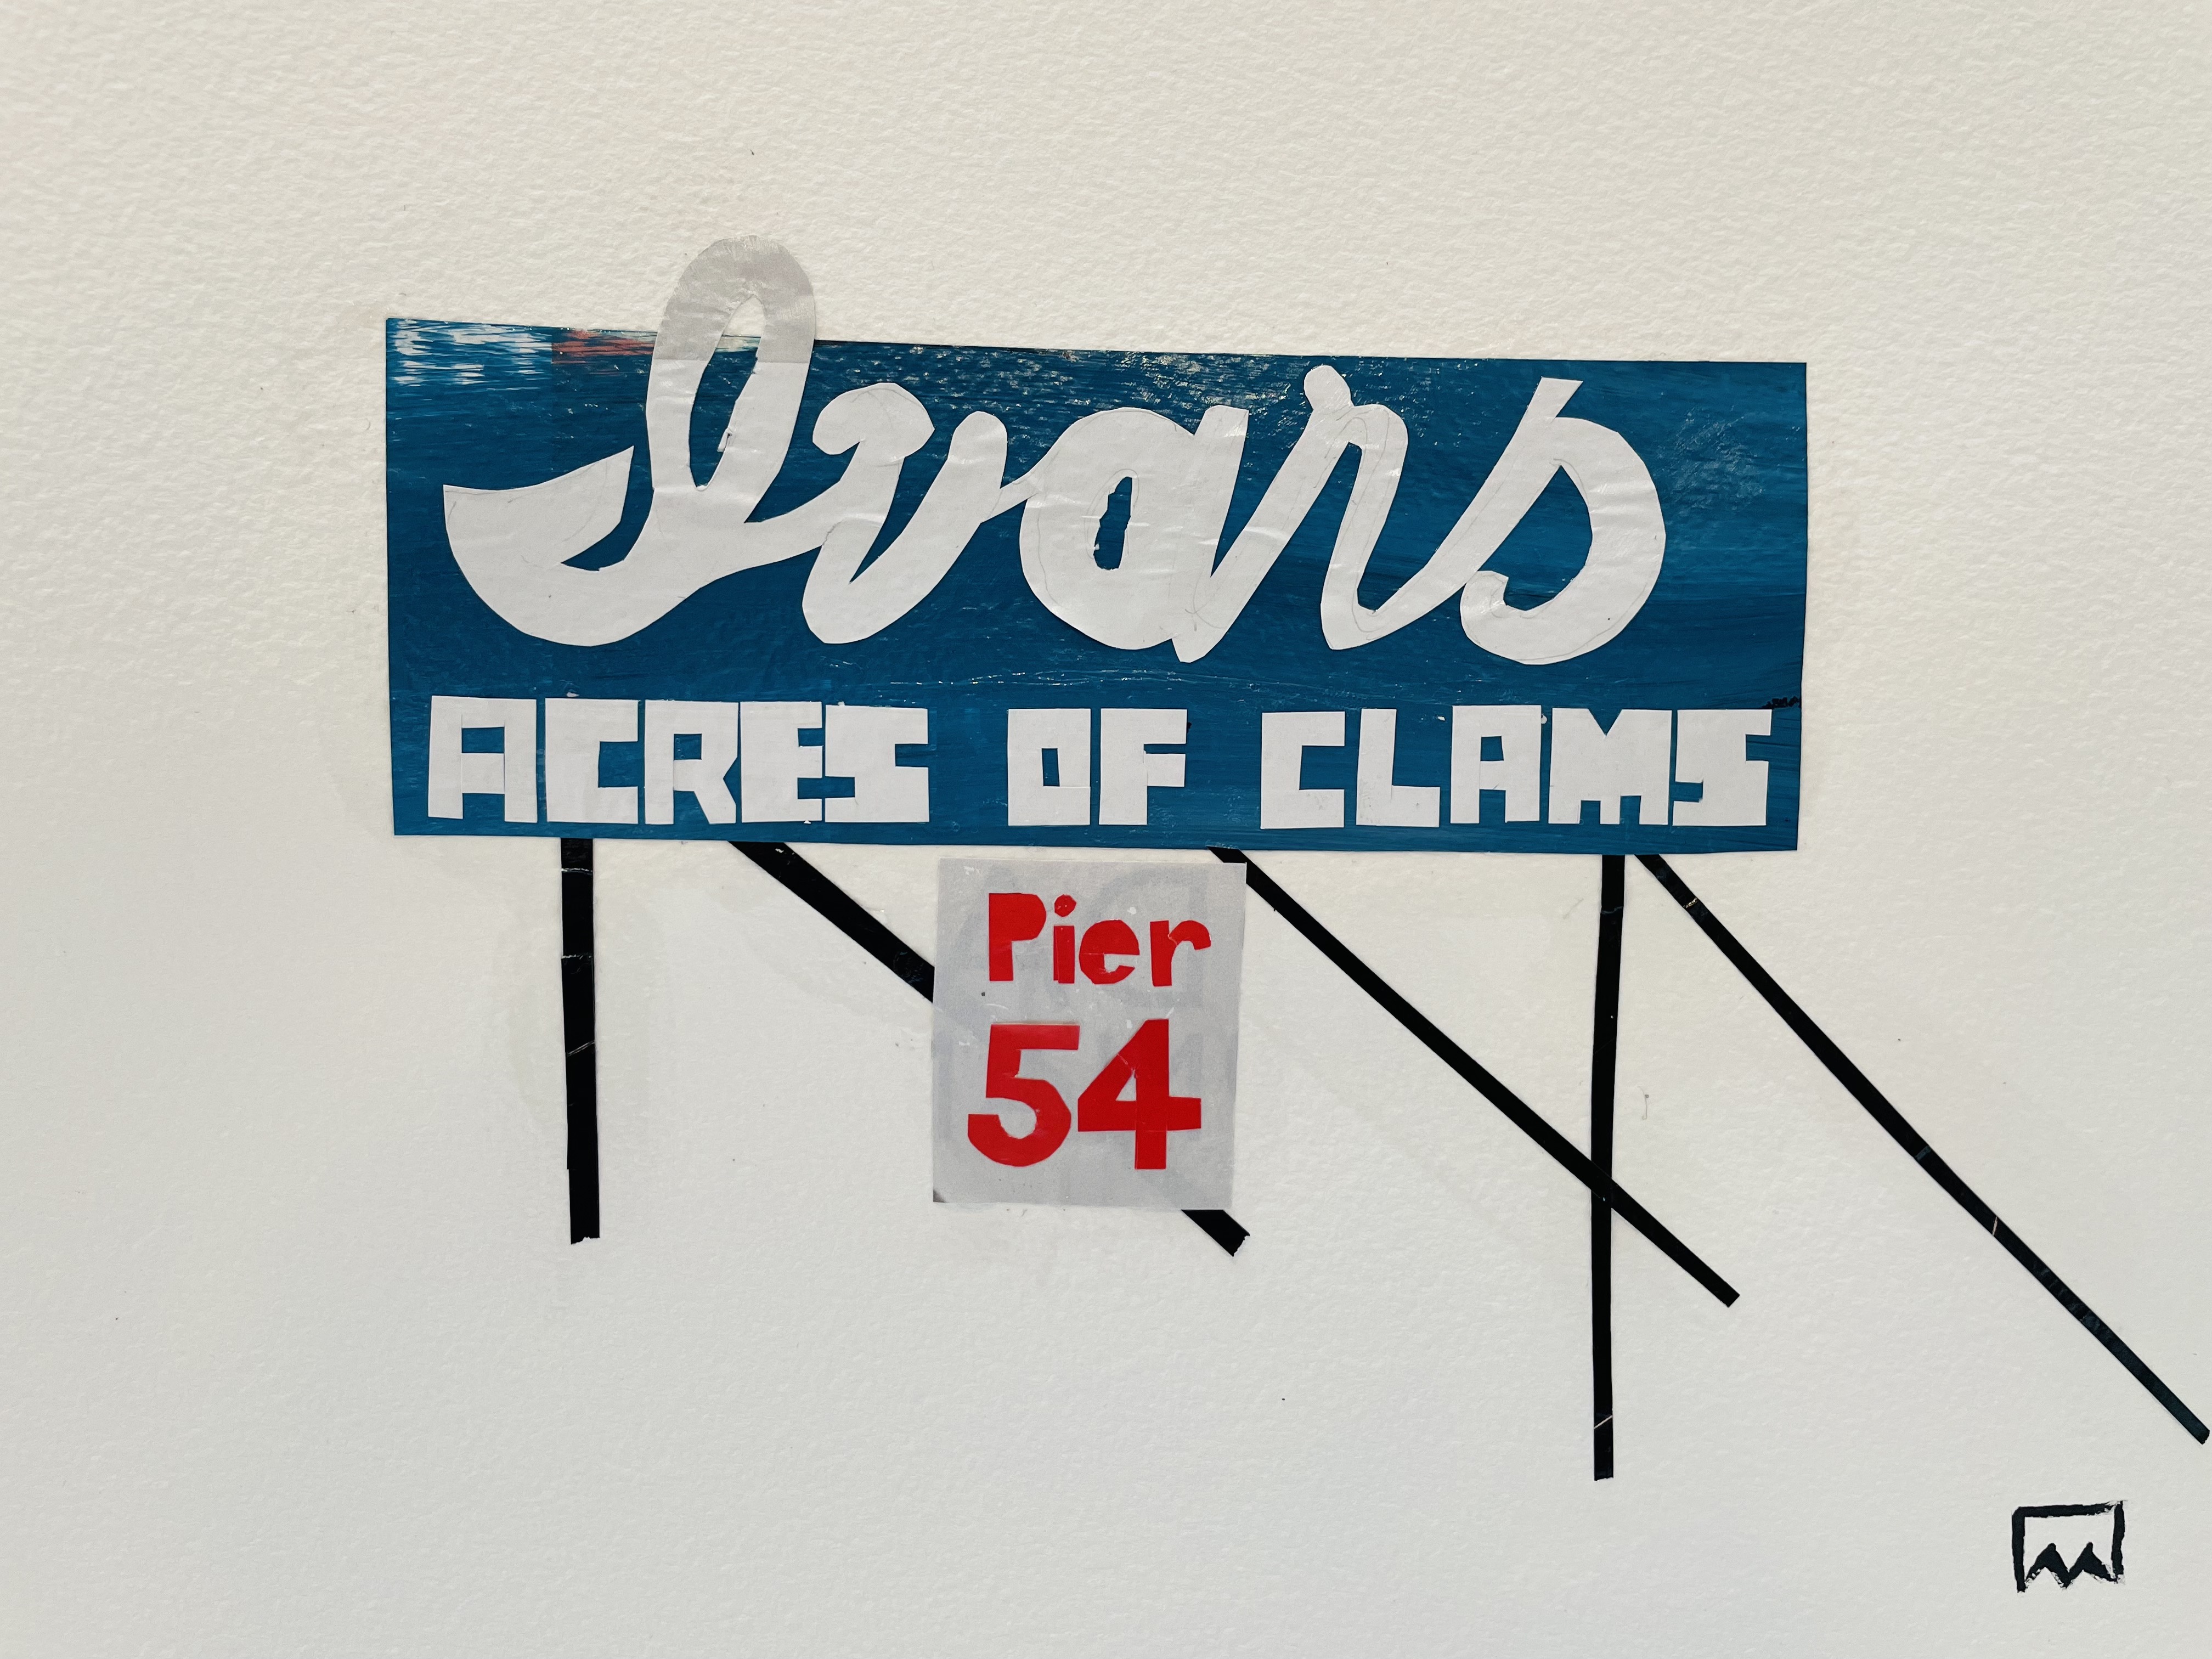 Ivars
ACRES OF CLAMS
Pier
54